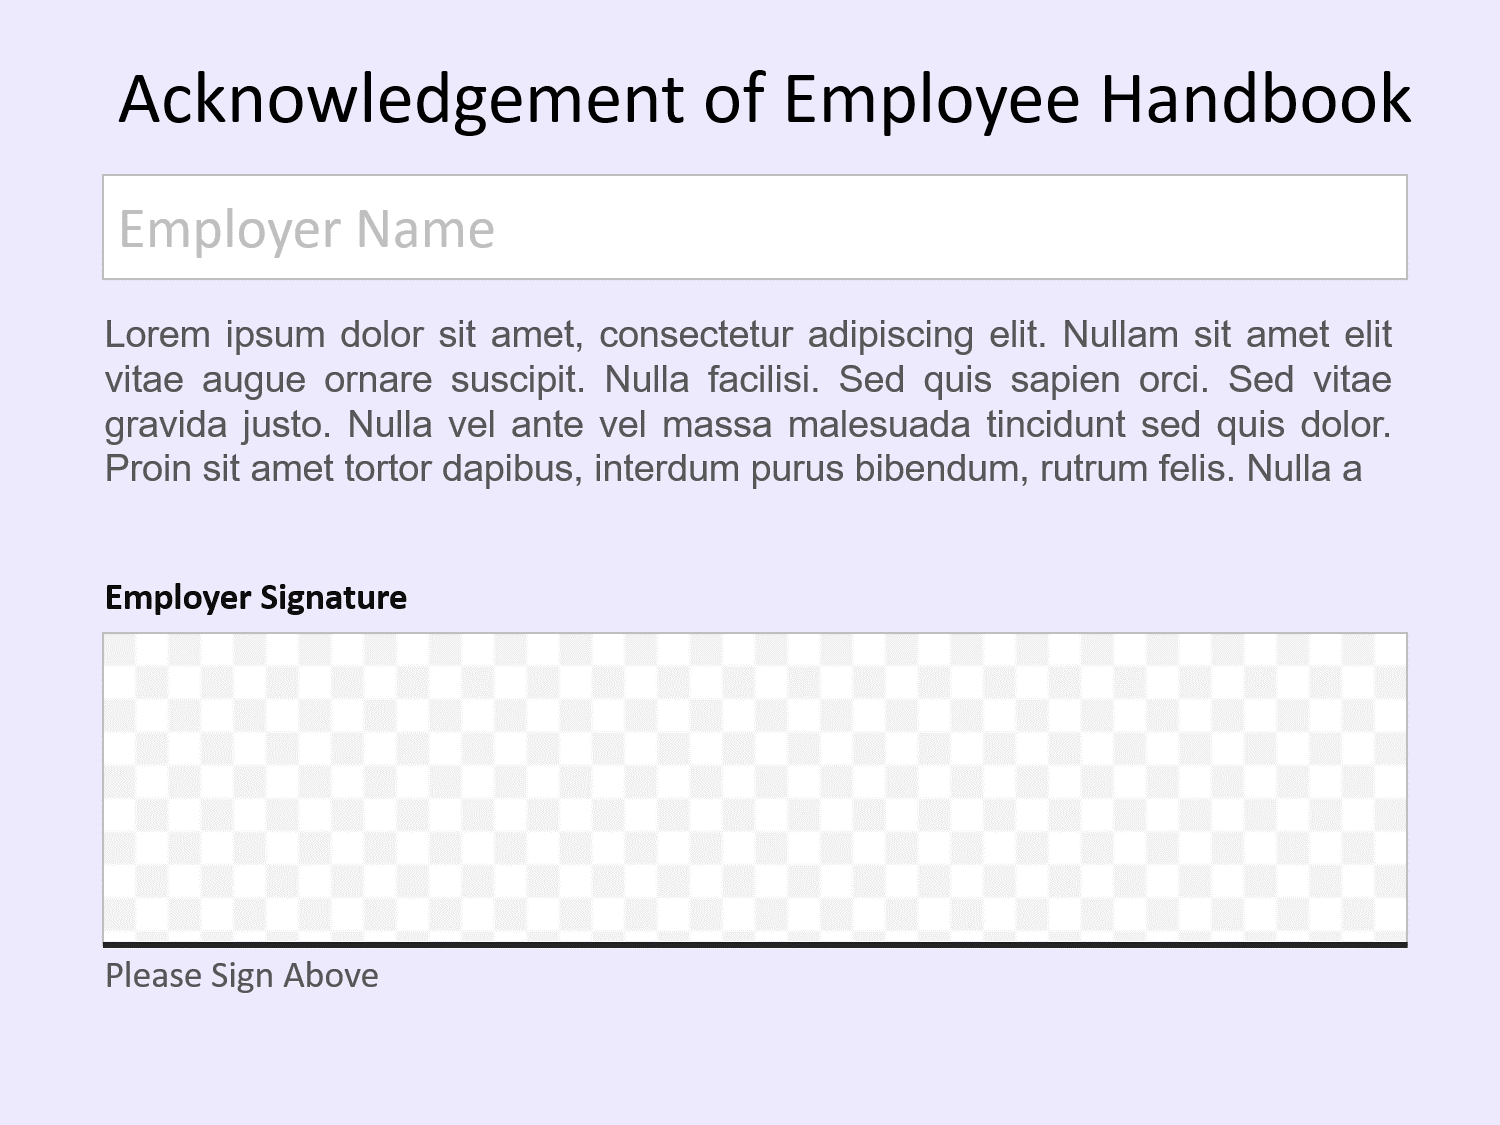 Acknowledgement of Employee Handbook
Employer Name
Lorem ipsum dolor sit amet, consectetur adipiscing elit. Nullam sit amet elit
vitae augue ornare suscipit. Nulla facilisi. Sed quis sapien orci. Sed vitae
gravida justo. Nulla vel ante vel massa malesuada tincidunt sed quis dolor.
Proin sit amet tortor dapibus, interdum purus bibendum, rutrum felis. Nulla a
Employer Signature
Please Sign Above